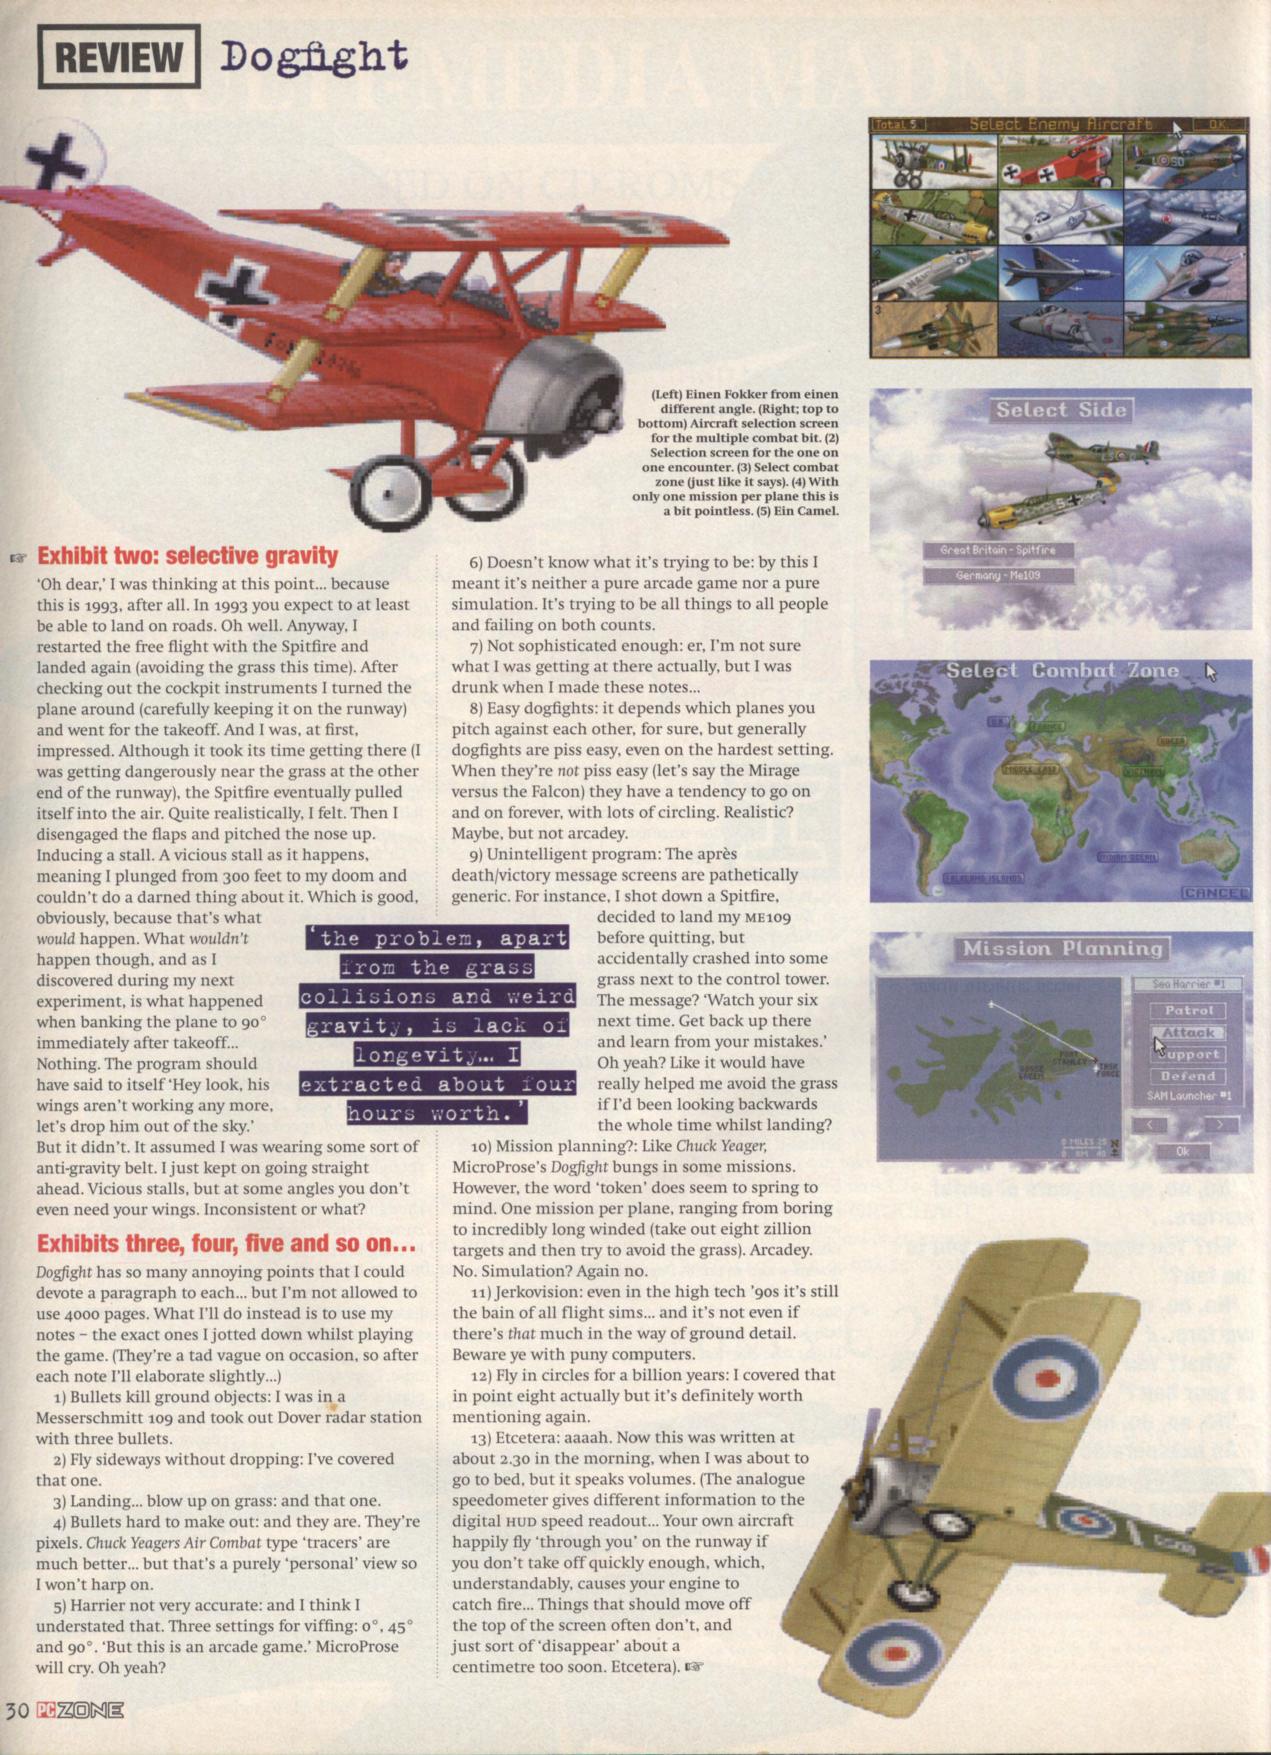 REVIEW Dogfight
(Left) Einen Fokker from einen
different angle. (Right; top to
bottom) Aircraft selection screen
for the multiple combat bit. (2)
Selection screen for the one on
one encounter. (3) Select combat
zone (just like it says). (4) With
only one mission per plane this is
a bit pointless. (5) Ein Camel.
Total 5 Select Enemy Aircraft O.K.
2
3
Select Side
Great Britain - Spitfire
Germany - Me109
Select Combat Zone
U.K.
FRANCE
KOREA
MIDDLE EAST
VIETNAM
INDIAN OCEAN
FALKLAND ISLANDS
CANCEL
Mission Planning
Sea Harrier #1
Patrol
Attack
Support
Defend
SAM Launcher #1
< >
Ok
PORT
STANLEY
GOOSE
GREEN
TASK
FORCE
0 MILES 25
0 KM 40
N
☞ Exhibit two: selective gravity
‘Oh dear,’ I was thinking at this point... because
this is 1993, after all. In 1993 you expect to at least
be able to land on roads. Oh well. Anyway, I
restarted the free flight with the Spitfire and
landed again (avoiding the grass this time). After
checking out the cockpit instruments I turned the
plane around (carefully keeping it on the runway)
and went for the takeoff. And I was, at first,
impressed. Although it took its time getting there (I
was getting dangerously near the grass at the other
end of the runway), the Spitfire eventually pulled
itself into the air. Quite realistically, I felt. Then I
disengaged the flaps and pitched the nose up.
Inducing a stall. A vicious stall as it happens,
meaning I plunged from 300 feet to my doom and
couldn’t do a darned thing about it. Which is good,
obviously, because that’s what
would happen. What wouldn’t
happen though, and as I
discovered during my next
experiment, is what happened
when banking the plane to 90°
immediately after takeoff...
Nothing. The program should
have said to itself ‘Hey look, his
wings aren’t working any more,
let’s drop him out of the sky.’
But it didn’t. It assumed I was wearing some sort of
anti-gravity belt. I just kept on going straight
ahead. Vicious stalls, but at some angles you don’t
even need your wings. Inconsistent or what?
Exhibits three, four, five and so on...
Dogfight has so many annoying points that I could
devote a paragraph to each... but I’m not allowed to
use 4000 pages. What I’ll do instead is to use my
notes – the exact ones I jotted down whilst playing
the game. (They’re a tad vague on occasion, so after
each note I’ll elaborate slightly...)
1) Bullets kill ground objects: I was in a
Messerschmitt 109 and took out Dover radar station
with three bullets.
2) Fly sideways without dropping: I’ve covered
that one.
3) Landing... blow up on grass: and that one.
4) Bullets hard to make out: and they are. They’re
pixels. Chuck Yeagers Air Combat type ‘tracers’ are
much better... but that’s a purely ‘personal’ view so
I won’t harp on.
5) Harrier not very accurate: and I think I
understated that. Three settings for viffing: 0°, 45°
and 90°. ‘But this is an arcade game.’ MicroProse
will cry. Oh yeah?
‘the problem, apart
from the grass
collisions and weird
gravity, is lack of
longevity... I
extracted about four
hours worth.’
6) Doesn’t know what it’s trying to be: by this I
meant it’s neither a pure arcade game nor a pure
simulation. It’s trying to be all things to all people
and failing on both counts.
7) Not sophisticated enough: er, I’m not sure
what I was getting at there actually, but I was
drunk when I made these notes...
8) Easy dogfights: it depends which planes you
pitch against each other, for sure, but generally
dogfights are piss easy, even on the hardest setting.
When they’re not piss easy (let’s say the Mirage
versus the Falcon) they have a tendency to go on
and on forever, with lots of circling. Realistic?
Maybe, but not arcadey.
9) Unintelligent program: The après
death/victory message screens are pathetically
generic. For instance, I shot down a Spitfire,
decided to land my ME109
before quitting, but
accidentally crashed into some
grass next to the control tower.
The message? ‘Watch your six
next time. Get back up there
and learn from your mistakes.’
Oh yeah? Like it would have
really helped me avoid the grass
if I’d been looking backwards
the whole time whilst landing?
10) Mission planning?: Like Chuck Yeager,
MicroProse’s Dogfight bungs in some missions.
However, the word ‘token’ does seem to spring to
mind. One mission per plane, ranging from boring
to incredibly long winded (take out eight zillion
targets and then try to avoid the grass). Arcadey.
No. Simulation? Again no.
11) Jerkovision: even in the high tech ’90s it’s still
the bain of all flight sims... and it’s not even if
there’s that much in the way of ground detail.
Beware ye with puny computers.
12) Fly in circles for a billion years: I covered that
in point eight actually but it’s definitely worth
mentioning again.
13) Etcetera: aaaah. Now this was written at
about 2.30 in the morning, when I was about to
go to bed, but it speaks volumes. (The analogue
speedometer gives different information to the
digital HUD speed readout... Your own aircraft
happily fly ‘through you’ on the runway if
you don’t take off quickly enough, which,
understandably, causes your engine to
catch fire... Things that should move off
the top of the screen often don’t, and
just sort of ‘disappear’ about a
centimetre too soon. Etcetera). ☞
30 PC ZONE